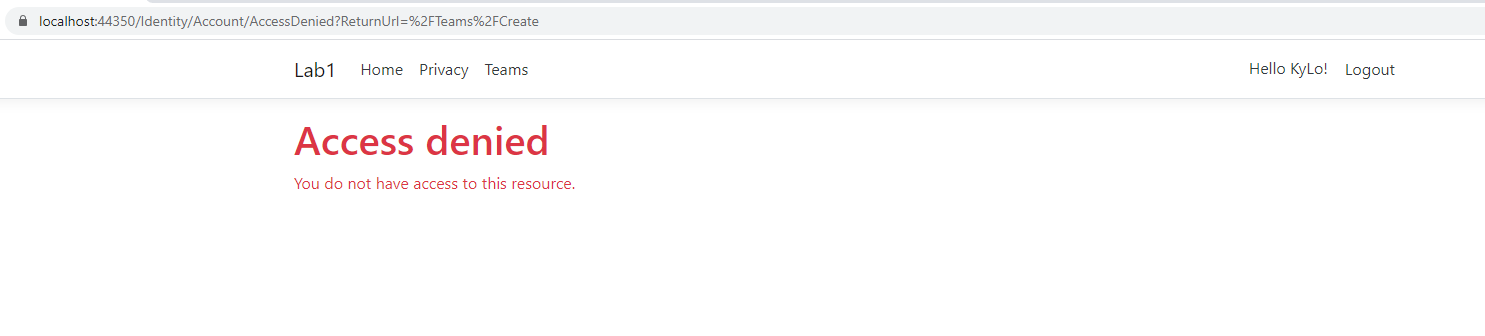 localhost:44350/Identity/Account/AccessDenied?ReturnUrl=%2FTeams%2FCreate
Lab1 Home Privacy Teams Hello KyLo! Logout
Access denied
You do not have access to this resource.